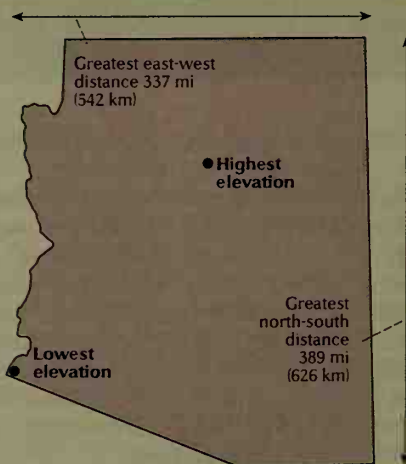 Greatest east-west
distance 337 mi
(542 km)
Highest
elevation
Greatest
north-south
distance
389 mi
(626 km)
Lowest
elevation